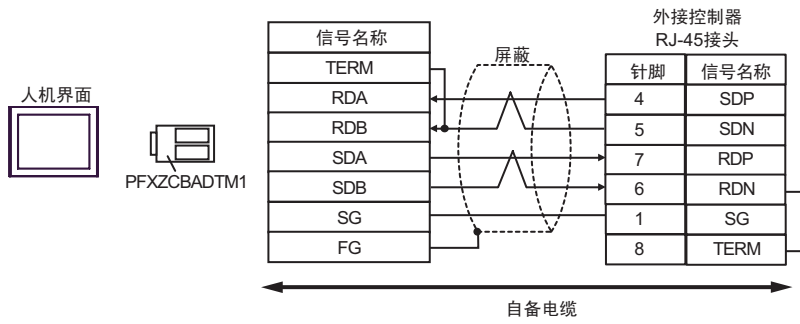 外接控制器
RJ-45接头
信号名称
屏蔽
TERM
针脚 信号名称
人机界面
RDA
4 SDP
RDB
5 SDN
SDA
7 RDP
PFXZCBADTM1
SDB
6 RDN
SG
1 SG
FG
8 TERM
自备电缆